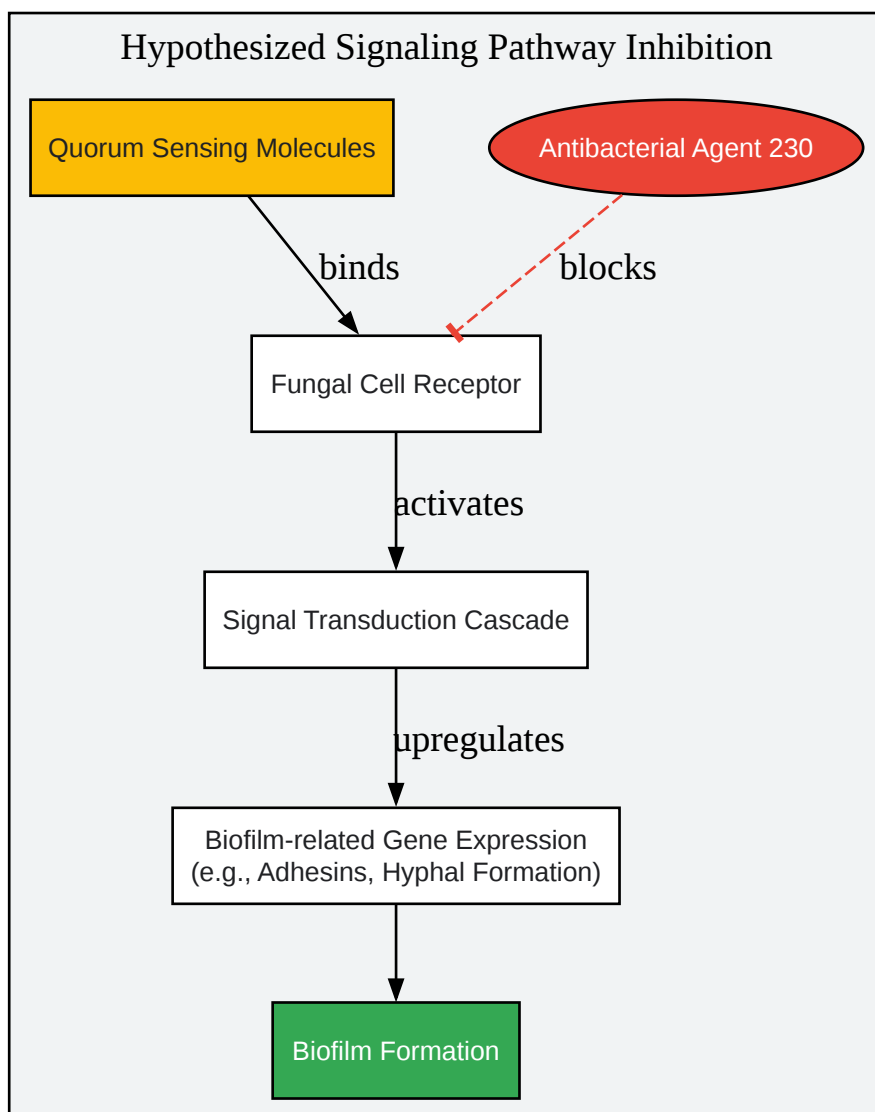 Hypothesized Signaling Pathway Inhibition
Quorum Sensing Molecules
Antibacterial Agent 230
binds
blocks
Fungal Cell Receptor
activates
Signal Transduction Cascade
upregulates
Biofilm-related Gene Expression
(e.g., Adhesins, Hyphal Formation)
Biofilm Formation